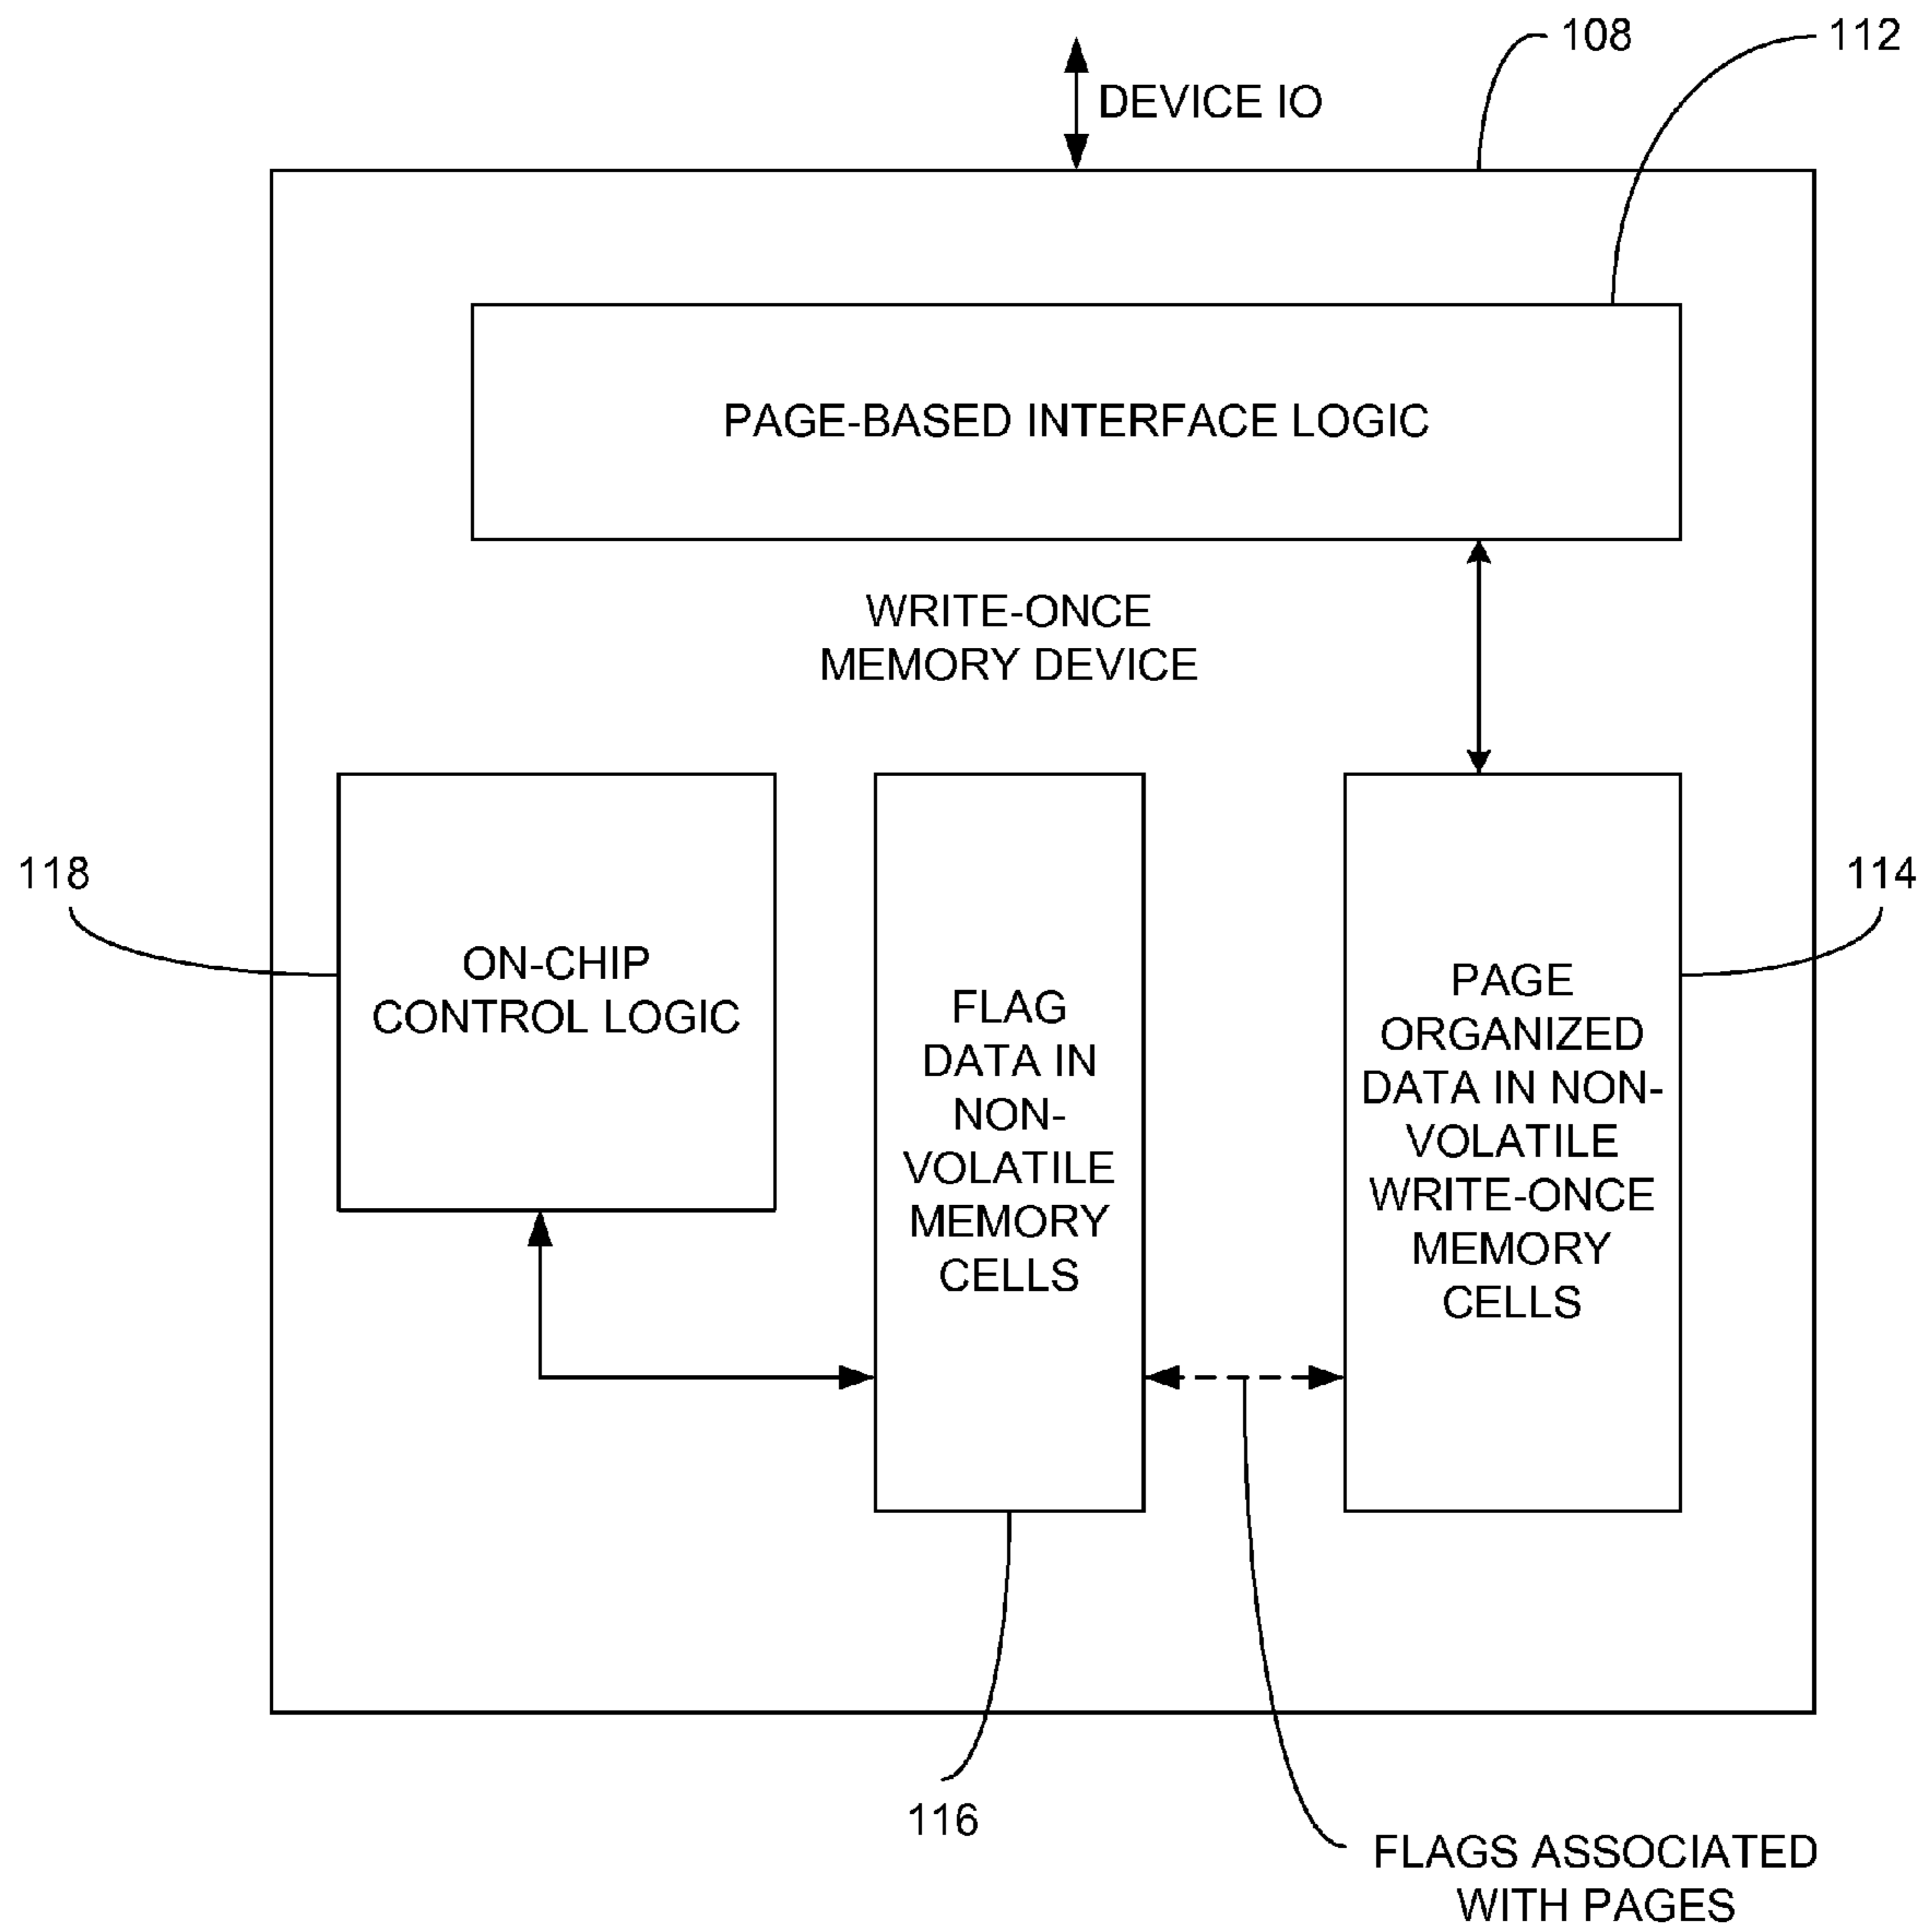 108
112
DEVICE IO
PAGE-BASED INTERFACE LOGIC
WRITE-ONCE
MEMORY DEVICE
118
114
ON-CHIP
CONTROL LOGIC
FLAG
DATA IN
NON-
VOLATILE
MEMORY
CELLS
PAGE
ORGANIZED
DATA IN NON-
VOLATILE
WRITE-ONCE
MEMORY
CELLS
116
FLAGS ASSOCIATED
WITH PAGES